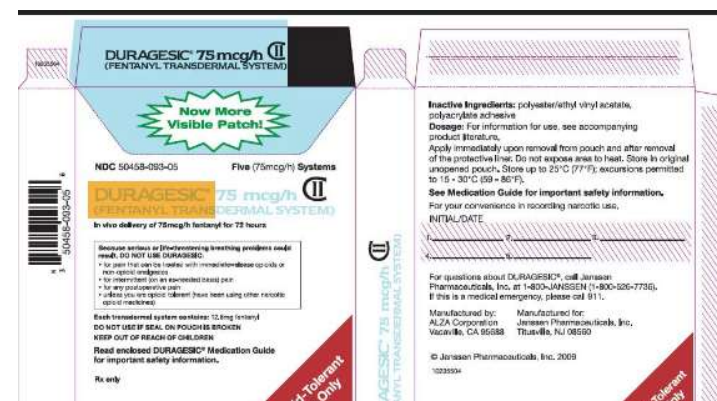 10235504
DURAGESIC® 75 mcg/h CII
(FENTANYL TRANSDERMAL SYSTEM)
Now More
Visible Patch!
NDC 50458-093-05 Five (75mcg/h) Systems
DURAGESIC® 75 mcg/h CII
(FENTANYL TRANSDERMAL SYSTEM)
In vivo delivery of 75mcg/h fentanyl for 72 hours
Because serious or life-threatening breathing problems could
result, DO NOT USE DURAGESIC:
• for pain that can be treated with immediate-release opioids or
non-opioid analgesics
• for intermittent (on an as-needed basis) pain
• for any postoperative pain
• unless you are opioid tolerant (have been using other narcotic
opioid medicines)
Each transdermal system contains: 12.6mg fentanyl
DO NOT USE IF SEAL ON POUCH IS BROKEN
KEEP OUT OF REACH OF CHILDREN
Read enclosed DURAGESIC® Medication Guide
for important safety information.
Rx only
d-Tolerant
Only
50458-093-05
N 3
6
CII
AGESIC® 75 mcg/h
ANYL TRANSDERMAL SYSTEM)
Inactive Ingredients: polyester/ethyl vinyl acetate,
polyacrylate adhesive
Dosage: For information for use, see accompanying
product literature.
Apply immediately upon removal from pouch and after removal
of the protective liner. Do not expose area to heat. Store in original
unopened pouch. Store up to 25°C (77°F); excursions permitted
to 15 - 30°C (59 - 86°F).
See Medication Guide for important safety information.
For your convenience in recording narcotic use,
INITIAL/DATE
1. 2. 3.
4. 5.
For questions about DURAGESIC®, call Janssen
Pharmaceuticals, Inc. at 1-800-JANSSEN (1-800-526-7736).
If this is a medical emergency, please call 911.
Manufactured by: Manufactured for:
ALZA Corporation Janssen Pharmaceuticals, Inc.
Vacaville, CA 95688 Titusville, NJ 08560
© Janssen Pharmaceuticals, Inc. 2009
10235504
Tolerant
Only